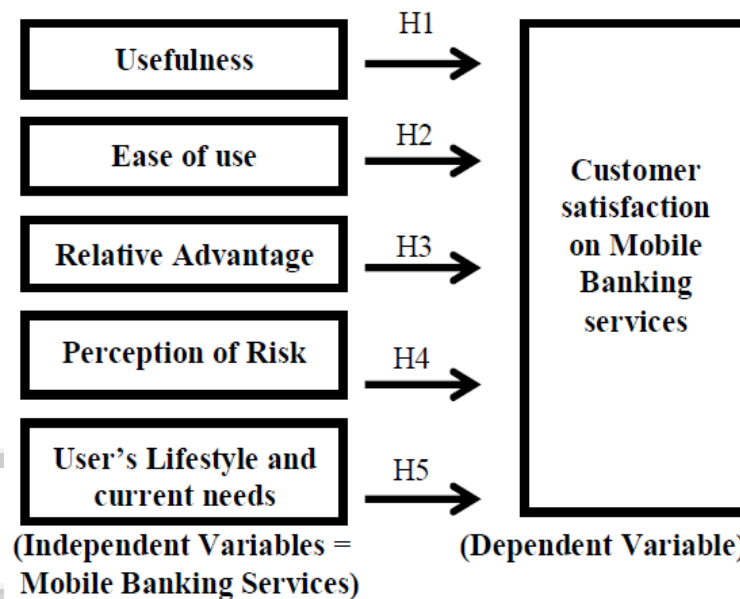 Usefulness
H1
Ease of use
H2
Relative Advantage
H3
Perception of Risk
H4
User's Lifestyle and
current needs
H5
Customer
satisfaction
on Mobile
Banking
services
(Independent Variables =
Mobile Banking Services)
(Dependent Variable)